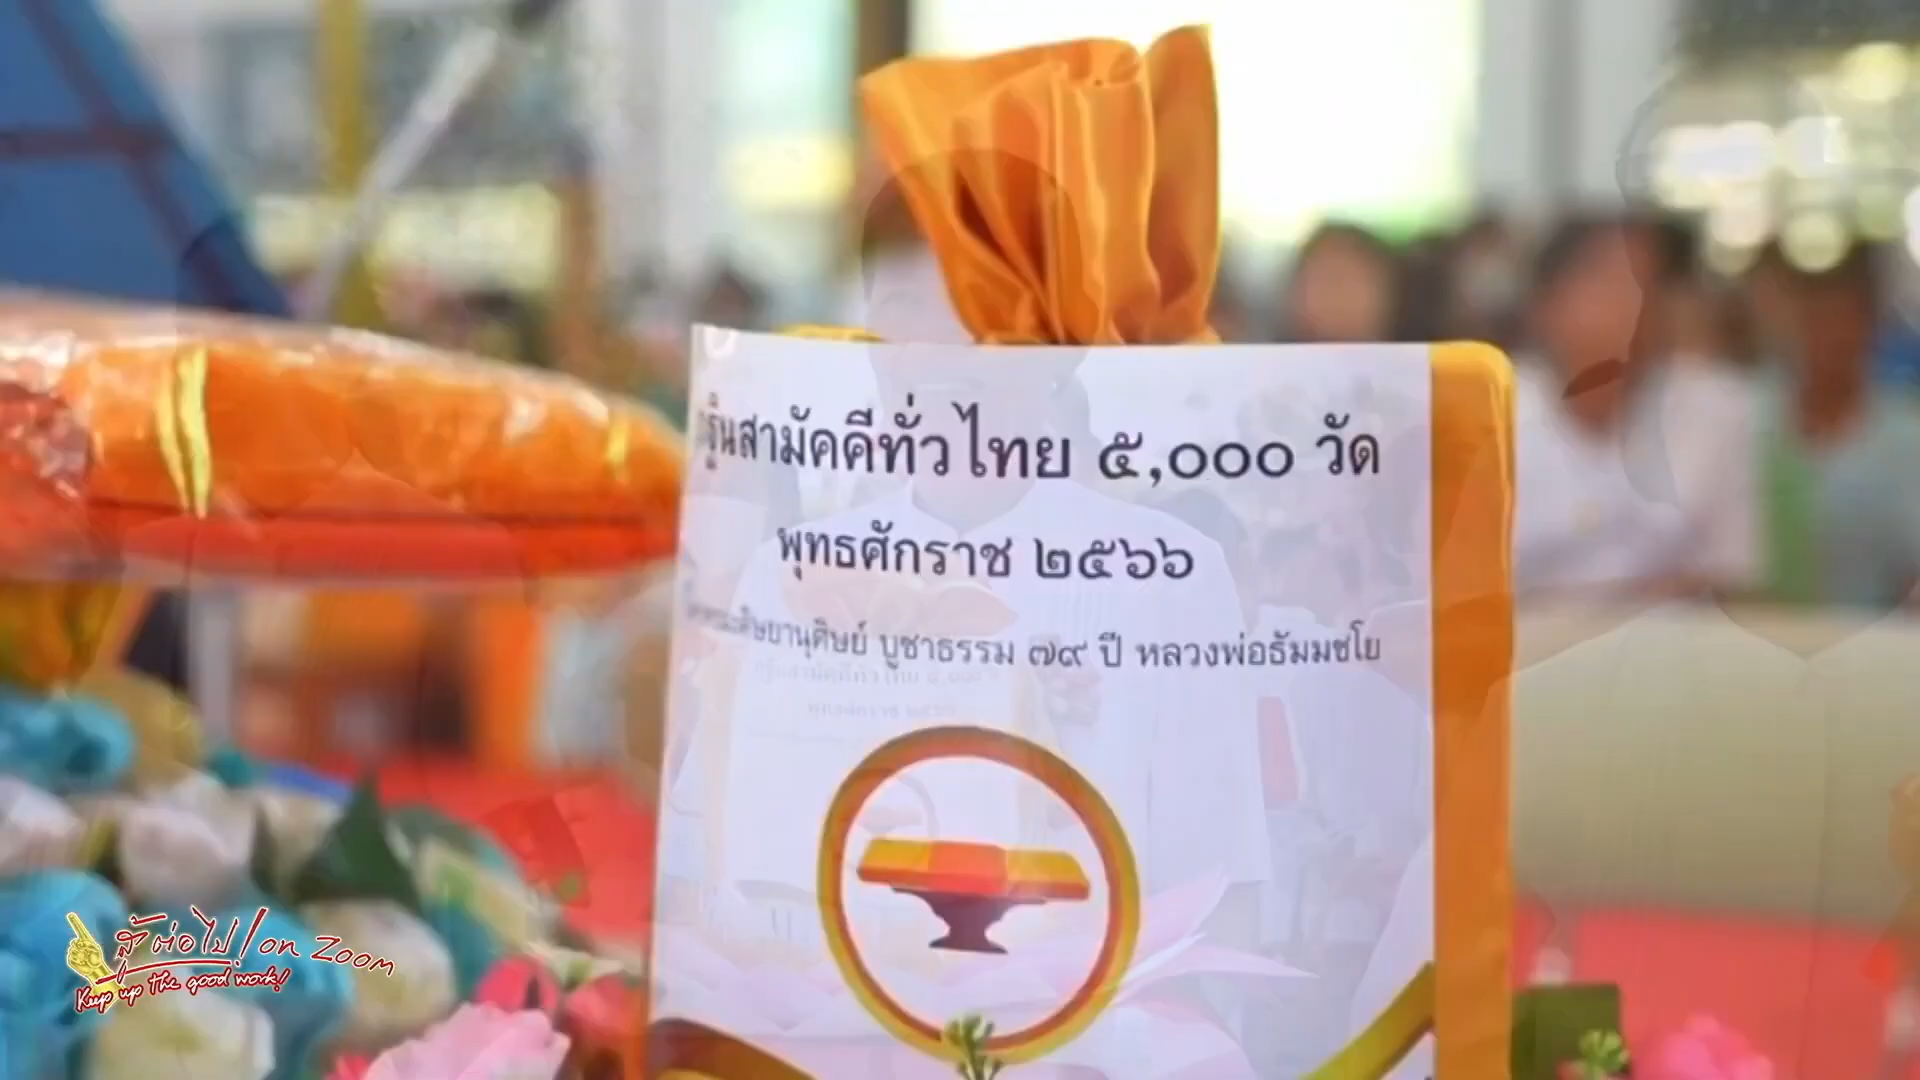 กฐินสามัคคีทั่วไทย ๕,๐๐๐ วัด
พุทธศักราช ๒๕๖๖
บูชาธรรม ๗๙ ปี หลวงพ่อธัมมชโย
สู้ต่อไป! on Zoom
Keep up the good work!